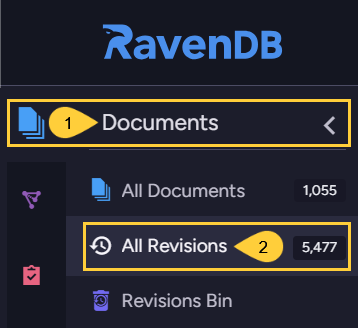 RavenDB
1 Documents
All Documents 1,055
All Revisions 2 5,477
Revisions Bin